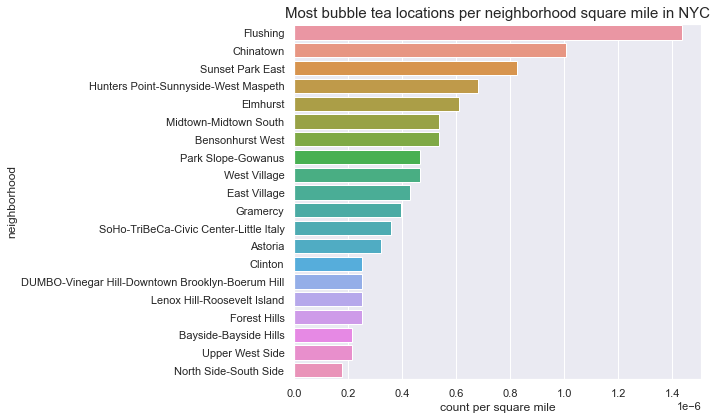 Most bubble tea locations per neighborhood square mile in NYC
neighborhood
Flushing
Chinatown
Sunset Park East
Hunters Point-Sunnyside-West Maspeth
Elmhurst
Midtown-Midtown South
Bensonhurst West
Park Slope-Gowanus
West Village
East Village
Gramercy
SoHo-TriBeCa-Civic Center-Little Italy
Astoria
Clinton
DUMBO-Vinegar Hill-Downtown Brooklyn-Boerum Hill
Lenox Hill-Roosevelt Island
Forest Hills
Bayside-Bayside Hills
Upper West Side
North Side-South Side
0.0 0.2 0.4 0.6 0.8 1.0 1.2 1.4
1e−6
count per square mile